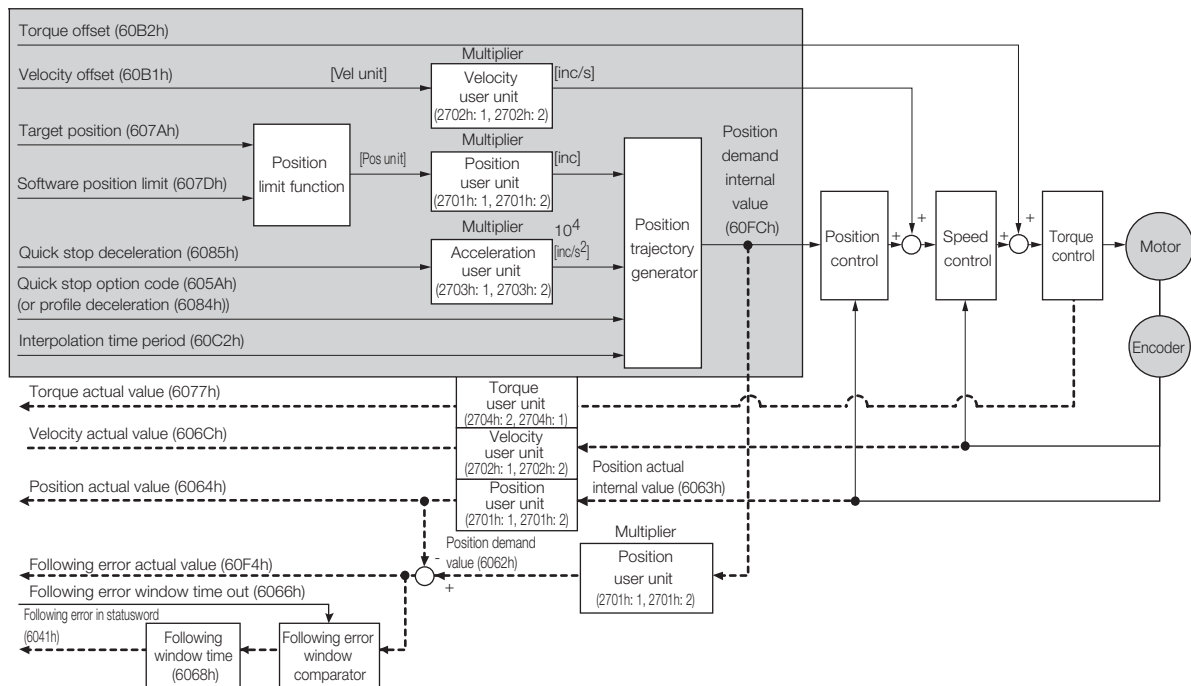 Torque offset (60B2h)
Multiplier
Velocity offset (60B1h)
[Vel unit]
Velocity
user unit
(2702h: 1, 2702h: 2)
[inc/s]
Target position (607Ah)
Software position limit (607Dh)
Position
limit function
[Pos unit]
Multiplier
Position
user unit
(2701h: 1, 2701h: 2)
[inc]
Multiplier
Quick stop deceleration (6085h)
Acceleration
user unit
(2703h: 1, 2703h: 2)
10⁴
[inc/s²]
Quick stop option code (605Ah)
(or profile deceleration (6084h))
Interpolation time period (60C2h)
Position
trajectory
generator
Position
demand
internal
value
(60FCh)
Position
control
+
+
Speed
control
+
+
Torque
control
Motor
Encoder
Torque actual value (6077h)
Torque
user unit
(2704h: 2, 2704h: 1)
Velocity actual value (606Ch)
Velocity
user unit
(2702h: 1, 2702h: 2)
Position actual value (6064h)
Position
user unit
(2701h: 1, 2701h: 2)
Position actual
internal value (6063h)
Multiplier
Position
user unit
(2701h: 1, 2701h: 2)
Position demand
value (6062h)
-
+
Following error actual value (60F4h)
Following error window time out (6066h)
Following error in statusword
(6041h)
Following
window time
(6068h)
Following error
window
comparator